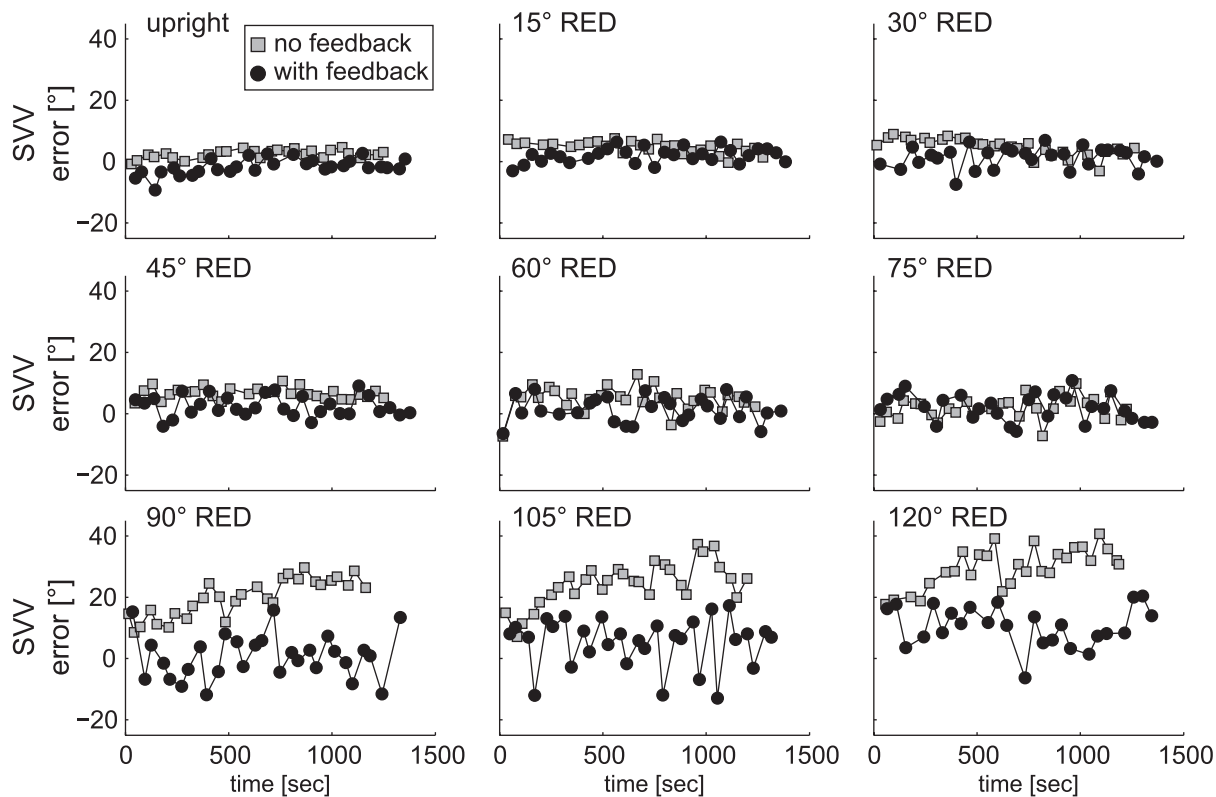 upright
15° RED
30° RED
no feedback
with feedback
SVV
error [°]
40
20
0
−20
45° RED
60° RED
75° RED
SVV
error [°]
40
20
0
−20
0 500 1000 1500
0 500 1000 1500
0 500 1000 1500
90° RED
105° RED
120° RED
SVV
error [°]
40
20
0
−20
time [sec]
time [sec]
time [sec]